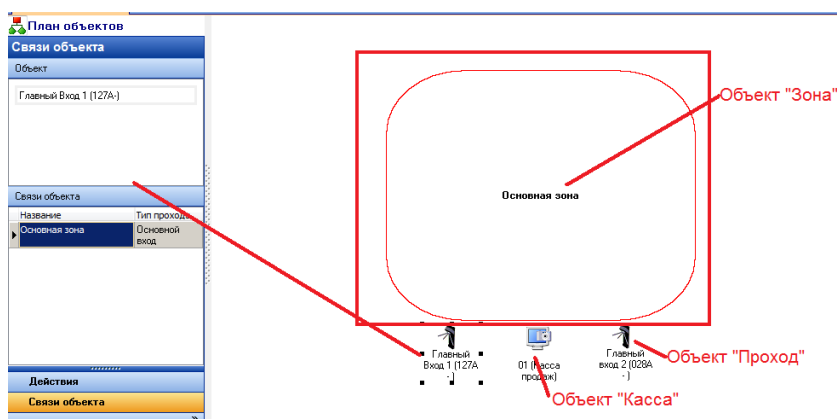 План объектов
Связи объекта
Объект
Главный Вход 1 (127А-)
Связи объекта
Название Тип проход
Основная зона Основной
вход
Действия
Связи объекта
»
Объект "Зона"
Основная зона
Главный
Вход 1 (127А
- )
01 (Касса
продаж)
Главный
вход 2 (028А
- )
Объект "Проход"
Объект "Касса"